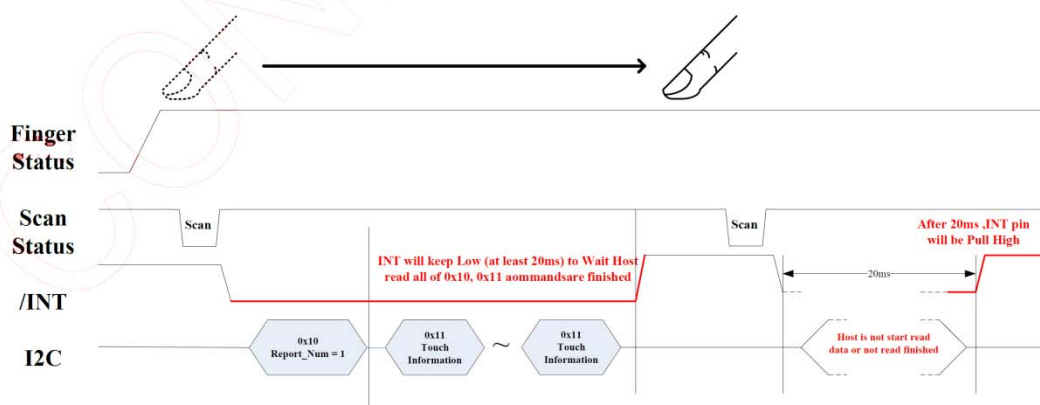 Finger
Status
Scan
Status
Scan
Scan
After 20ms ,INT pin
will be Pull High
INT will keep Low (at least 20ms) to Wait Host
read all of 0x10, 0x11 aommandsare finished
20ms
/INT
I2C
0x10
Report_Num = 1
0x11
Touch
Information
~
0x11
Touch
Information
Host is not start read
data or not read finished